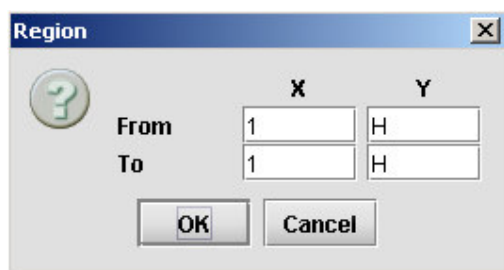 Region
X Y
From 1 H
To 1 H
OK Cancel